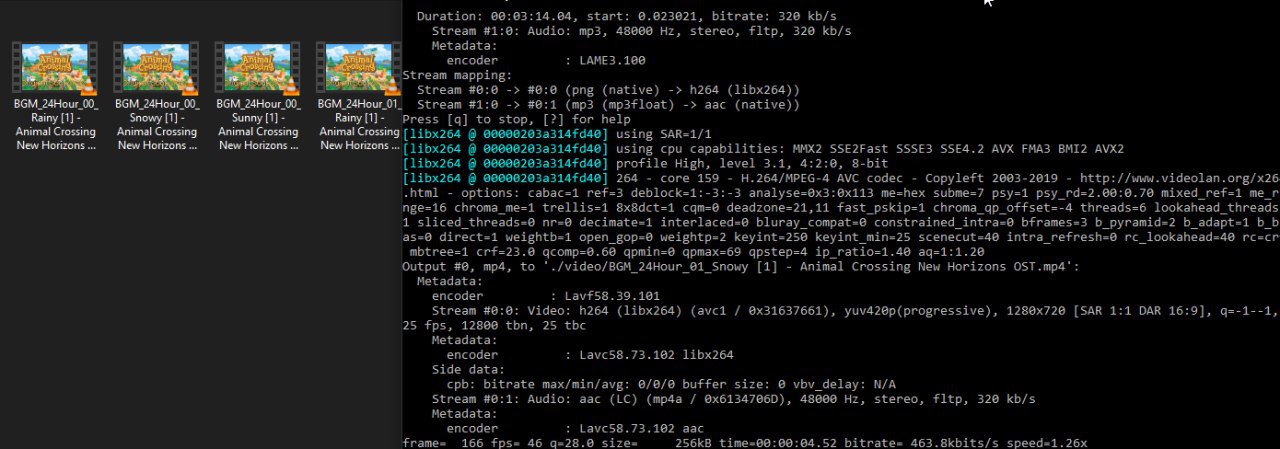 BGM_24Hour_00_
Rainy [1] -
Animal Crossing
New Horizons ...
BGM_24Hour_00_
Snowy [1] -
Animal Crossing
New Horizons ...
BGM_24Hour_00_
Sunny [1] -
Animal Crossing
New Horizons ...
BGM_24Hour_01_
Rainy [1] -
Animal Crossing
New Horizons ...
Duration: 00:03:14.04, start: 0.023021, bitrate: 320 kb/s
Stream #1:0: Audio: mp3, 48000 Hz, stereo, fltp, 320 kb/s
Metadata:
encoder : LAME3.100
Stream mapping:
Stream #0:0 -> #0:0 (png (native) -> h264 (libx264))
Stream #1:0 -> #0:1 (mp3 (mp3float) -> aac (native))
Press [q] to stop, [?] for help
[libx264 @ 00000203a314fd40] using SAR=1/1
[libx264 @ 00000203a314fd40] using cpu capabilities: MMX2 SSE2Fast SSSE3 SSE4.2 AVX FMA3 BMI2 AVX2
[libx264 @ 00000203a314fd40] profile High, level 3.1, 4:2:0, 8-bit
[libx264 @ 00000203a314fd40] 264 - core 159 - H.264/MPEG-4 AVC codec - Copyleft 2003-2019 - http://www.videolan.org/x26
.html - options: cabac=1 ref=3 deblock=1:-3:-3 analyse=0x3:0x113 me=hex subme=7 psy=1 psy_rd=2.00:0.70 mixed_ref=1 me_r
nge=16 chroma_me=1 trellis=1 8x8dct=1 cqm=0 deadzone=21,11 fast_pskip=1 chroma_qp_offset=-4 threads=6 lookahead_threads
1 sliced_threads=0 nr=0 decimate=1 interlaced=0 bluray_compat=0 constrained_intra=0 bframes=3 b_pyramid=2 b_adapt=1 b_b
as=0 direct=1 weightb=1 open_gop=0 weightp=2 keyint=250 keyint_min=25 scenecut=40 intra_refresh=0 rc_lookahead=40 rc=cr
mbtree=1 crf=23.0 qcomp=0.60 qpmin=0 qpmax=69 qpstep=4 ip_ratio=1.40 aq=1:1.20
Output #0, mp4, to './video/BGM_24Hour_01_Snowy [1] - Animal Crossing New Horizons OST.mp4':
Metadata:
encoder : Lavf58.39.101
Stream #0:0: Video: h264 (libx264) (avc1 / 0x31637661), yuv420p(progressive), 1280x720 [SAR 1:1 DAR 16:9], q=-1--1,
25 fps, 12800 tbn, 25 tbc
Metadata:
encoder : Lavc58.73.102 libx264
Side data:
cpb: bitrate max/min/avg: 0/0/0 buffer size: 0 vbv_delay: N/A
Stream #0:1: Audio: aac (LC) (mp4a / 0x6134706D), 48000 Hz, stereo, fltp, 320 kb/s
Metadata:
encoder : Lavc58.73.102 aac
frame= 166 fps= 46 q=28.0 size= 256kB time=00:00:04.52 bitrate= 463.8kbits/s speed=1.26x